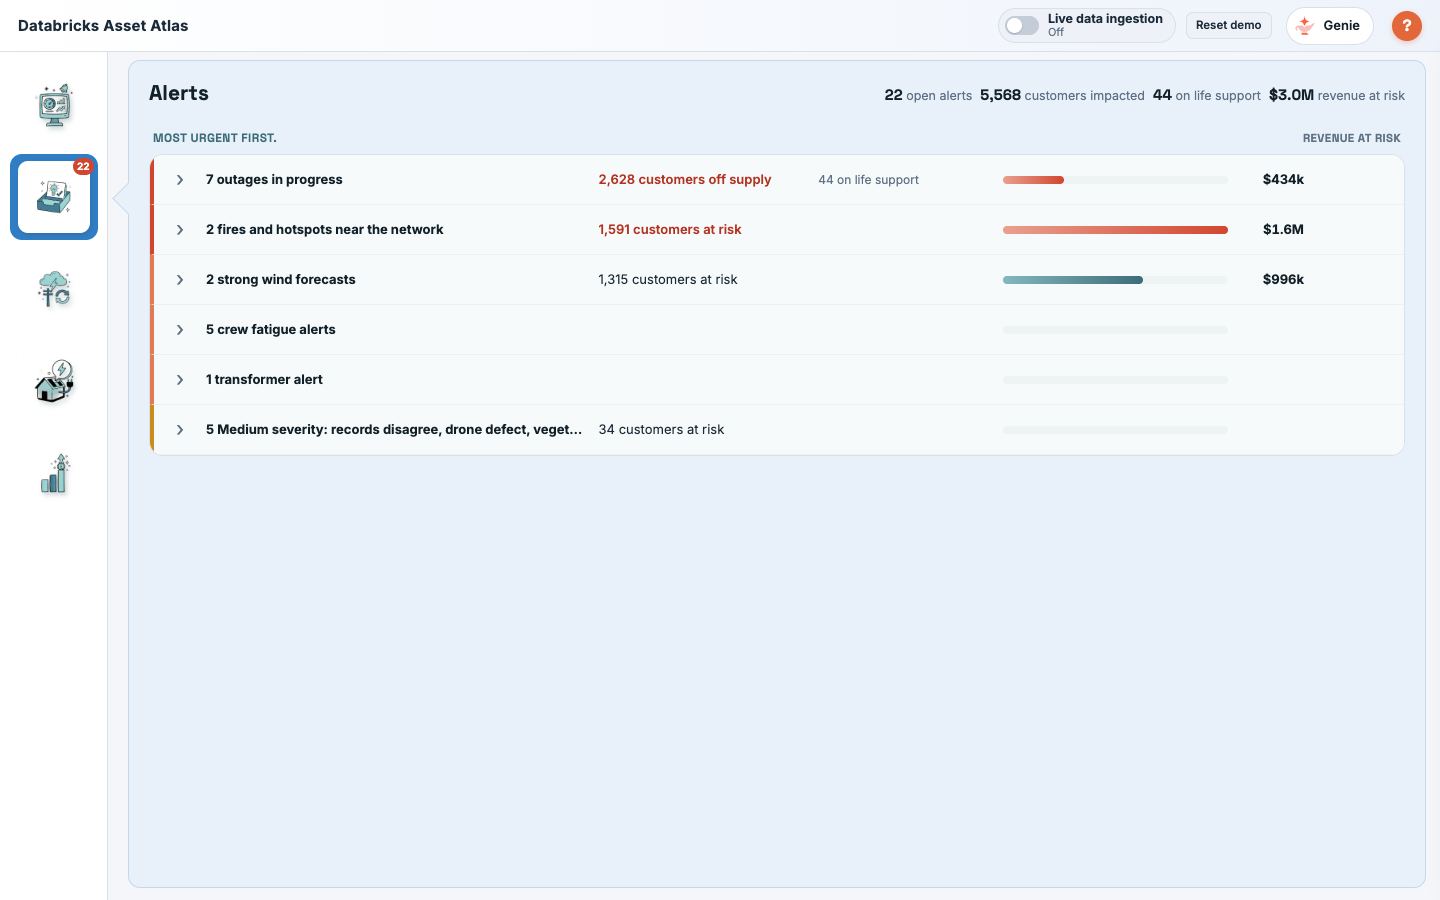 Databricks Asset Atlas
Live data ingestion
Off
Reset demo
Genie
?
22
Alerts
22 open alerts 5,568 customers impacted 44 on life support $3.0M revenue at risk
MOST URGENT FIRST.
REVENUE AT RISK
7 outages in progress 2,628 customers off supply 44 on life support $434k
2 fires and hotspots near the network 1,591 customers at risk $1.6M
2 strong wind forecasts 1,315 customers at risk $996k
5 crew fatigue alerts
1 transformer alert
5 Medium severity: records disagree, drone defect, veget... 34 customers at risk